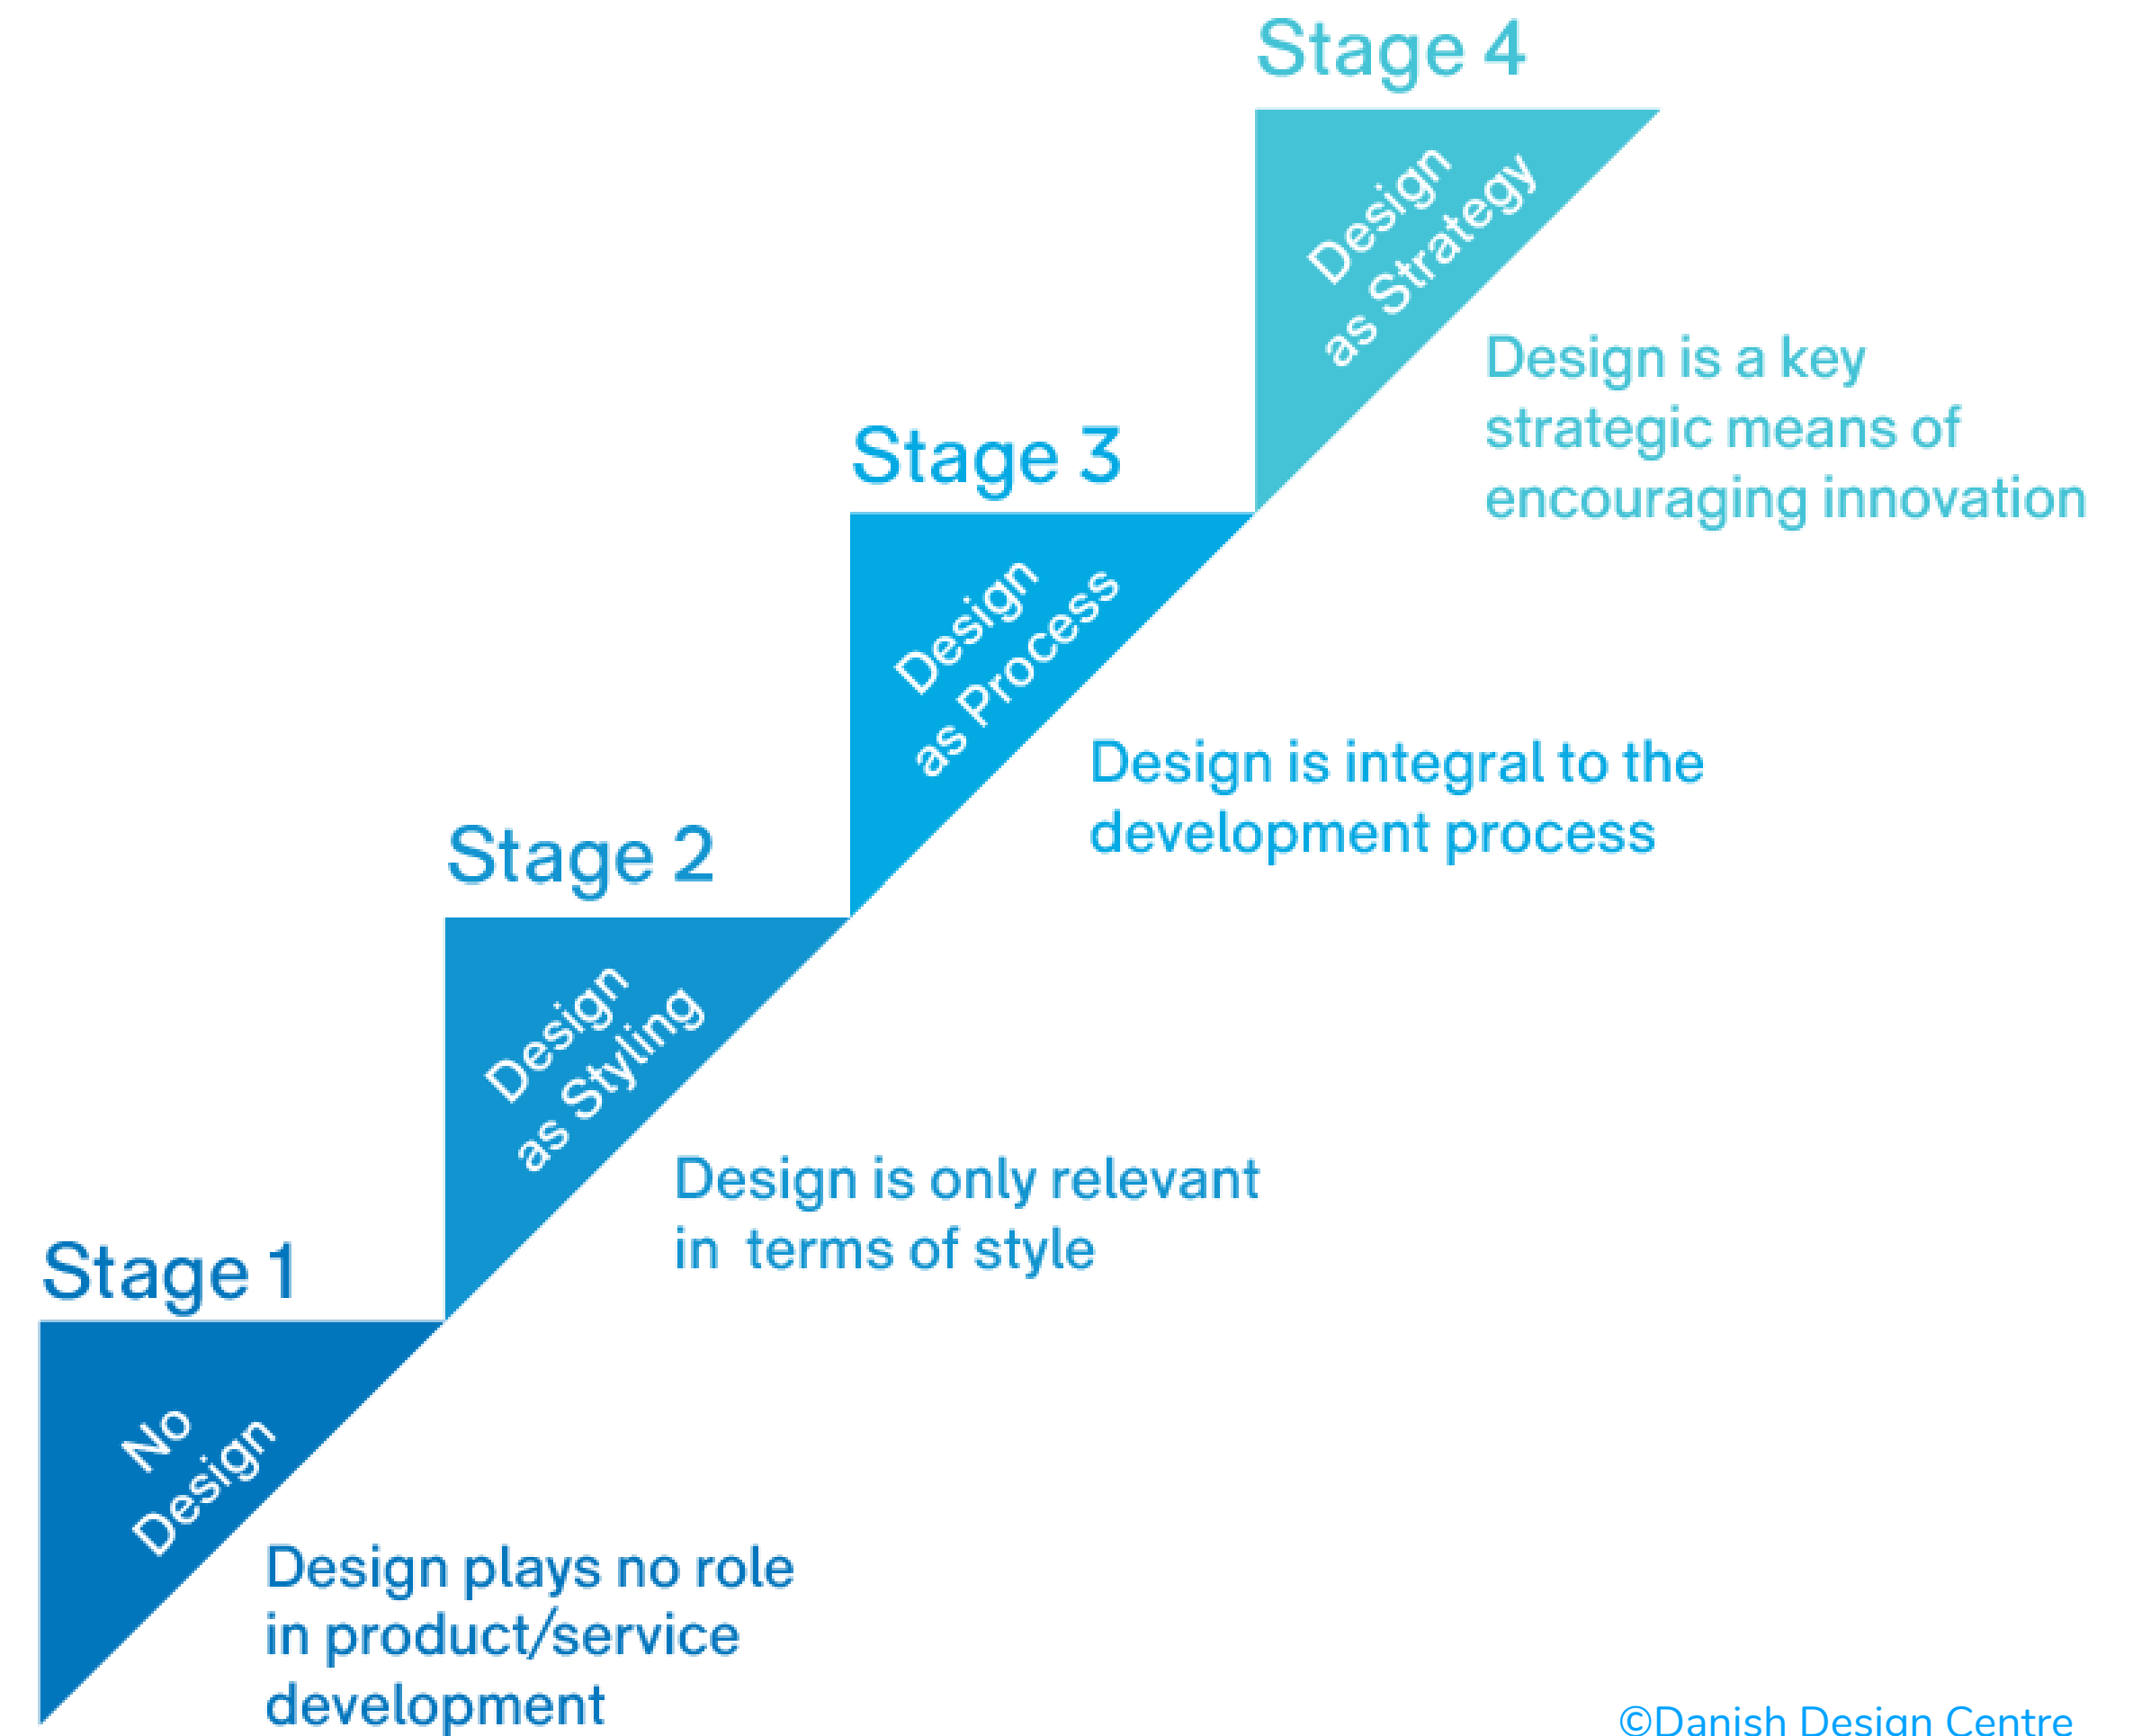 Stage 4
Design
as Strategy
Design is a key
strategic means of
encouraging innovation
Stage 3
Design
as Process
Design is integral to the
development process
Stage 2
Design
as Styling
Design is only relevant
in  terms of style
Stage 1
No
Design
Design plays no role
in product/service
development
©Danish Design Centre